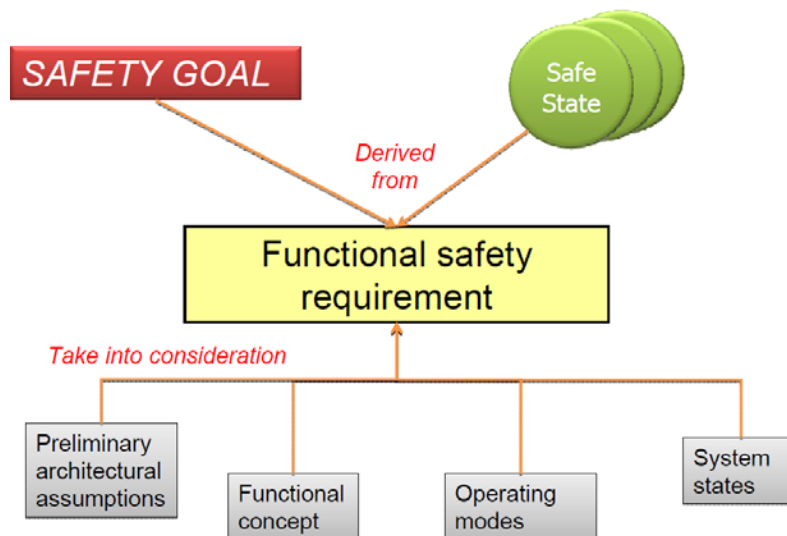 SAFETY GOAL
Safe
State
Derived
from
Functional safety
requirement
Take into consideration
Preliminary
architectural
assumptions
Functional
concept
Operating
modes
System
states